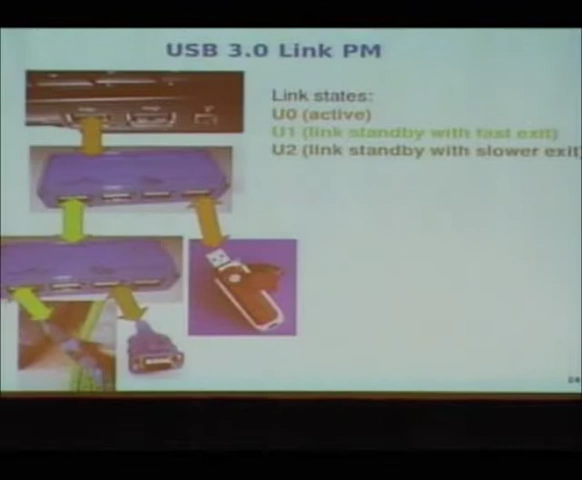 USB 3.0 Link PM
Link states:
U0 (active)
U1 (link standby with fast exit)
U2 (link standby with slower exit)